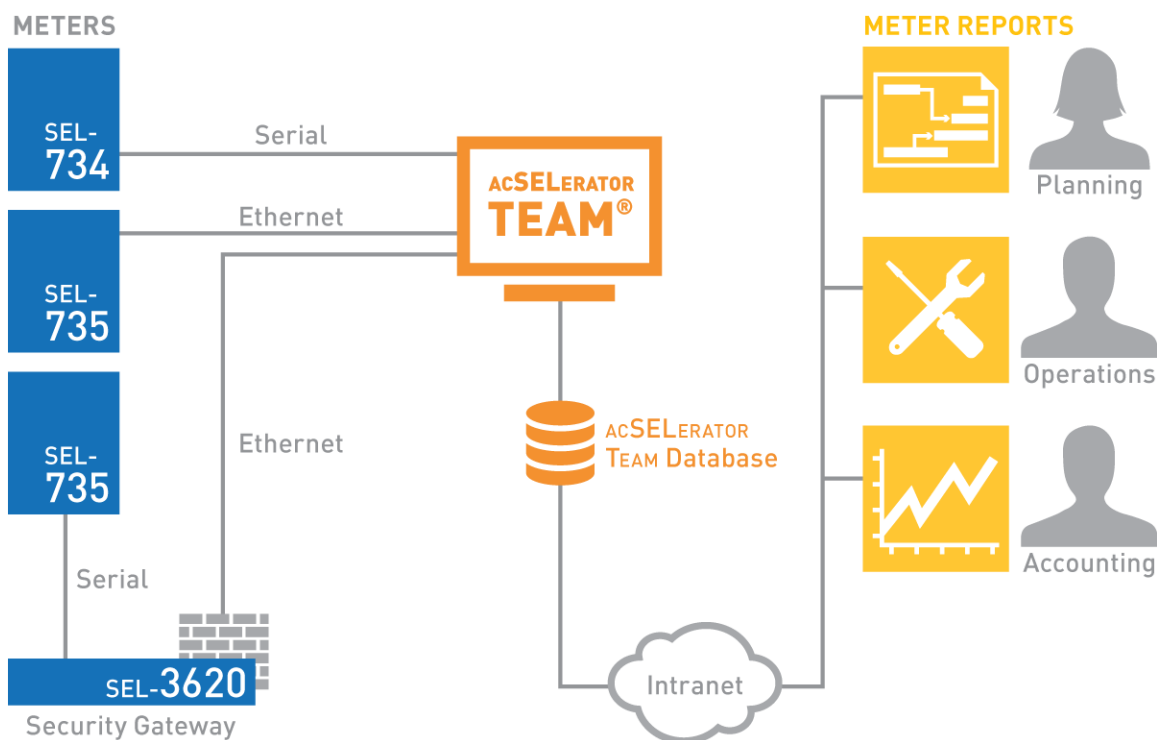 METERS
SEL-
734
Serial
SEL-
735
Ethernet
SEL-
735
Ethernet
Serial
SEL-3620
Security Gateway
ACSELERATOR
TEAM®
ACSELERATOR
TEAM Database
Intranet
METER REPORTS
Planning
Operations
Accounting